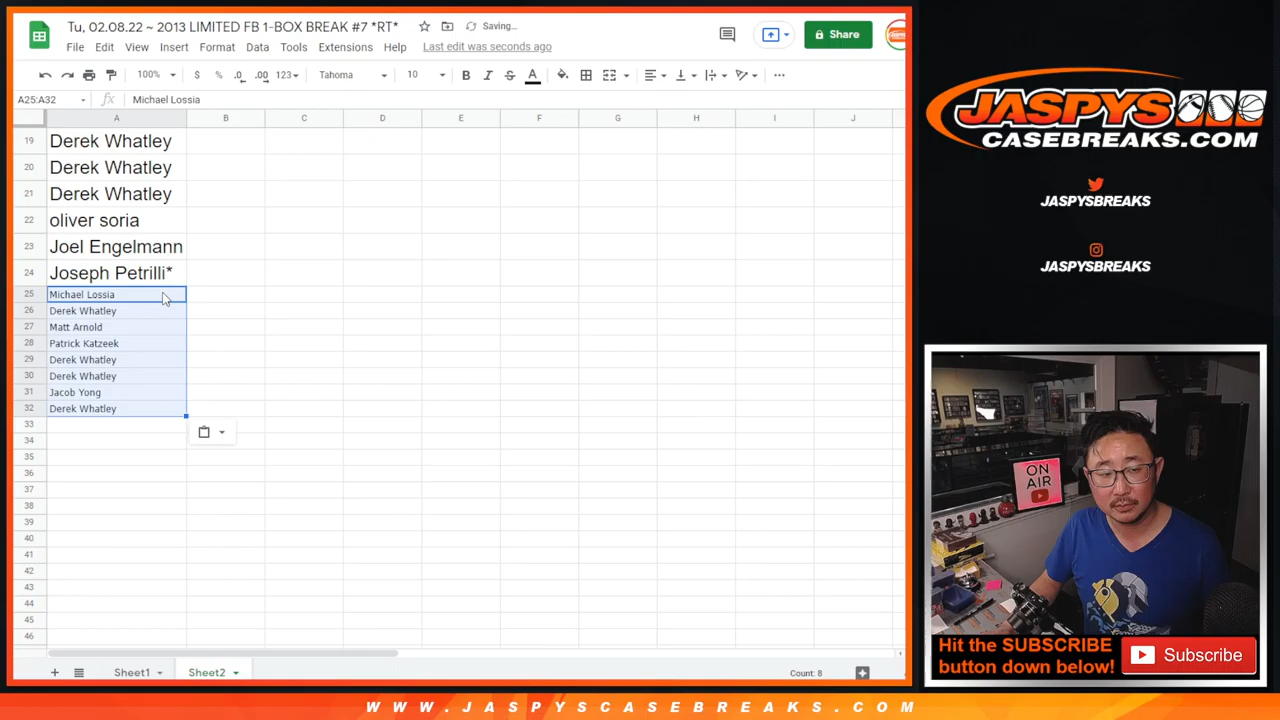 Tu, 02.08.22 ~ 2013 LIMITED FB 1-BOX BREAK #7 *RT*
Saving...
File Edit View Insert Format Data Tools Extensions Help Last edit was seconds ago
Share
100% $ % .0 .00 123 Tahoma 10 B I S A
A25:A32 fx Michael Lossia
A B C D E F G H I J
19 Derek Whatley
20 Derek Whatley
21 Derek Whatley
22 oliver soria
23 Joel Engelmann
24 Joseph Petrilli*
25 Michael Lossia
26 Derek Whatley
27 Matt Arnold
28 Patrick Katzeek
29 Derek Whatley
30 Derek Whatley
31 Jacob Yong
32 Derek Whatley
33
34
35
36
37
38
39
40
41
42
43
44
45
46
Sheet1 Sheet2 Count: 8
JASPYS
CASEBREAKS.COM
JASPYSBREAKS
JASPYSBREAKS
ON
AIR
Hit the SUBSCRIBE
button down below!
Subscribe
WWW.JASPYSCASEBREAKS.COM